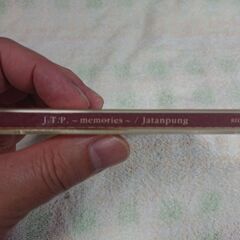 J.T.P. ~ memories ~ / Jatanpung